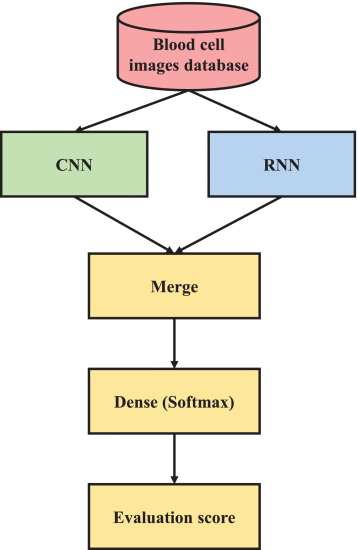 Blood cell
images database
CNN
RNN
Merge
Dense (Softmax)
Evaluation score